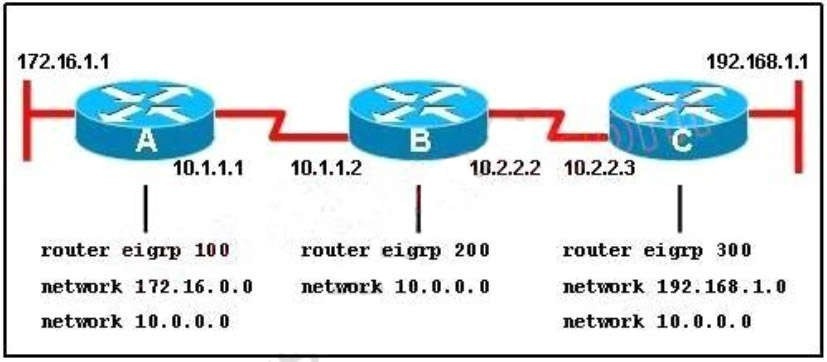 172.16.1.1
192.168.1.1
A
B
C
10.1.1.1
10.1.1.2
10.2.2.2
10.2.2.3
router eigrp 100
network 172.16.0.0
network 10.0.0.0
router eigrp 200
network 10.0.0.0
router eigrp 300
network 192.168.1.0
network 10.0.0.0